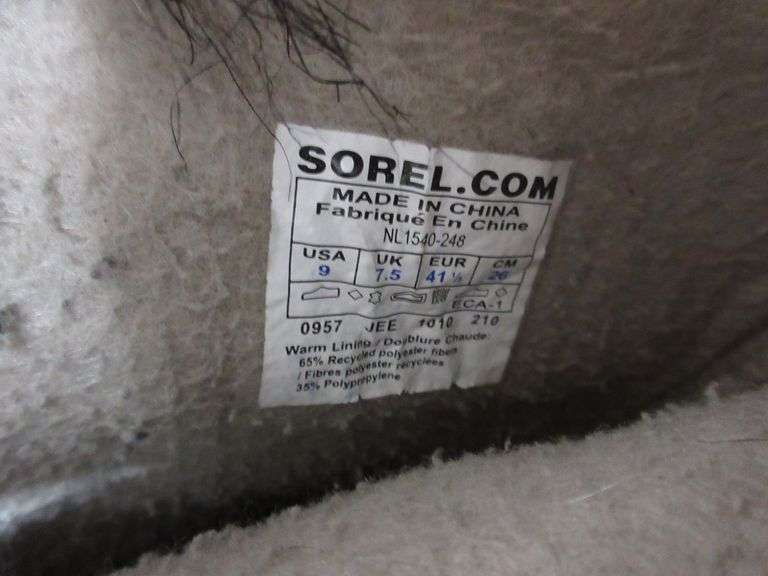 SOREL.COM
MADE IN CHINA
Fabriqué En Chine
NL1540-248
USA UK EUR CM
9 7.5 41 ½ 26
ECA-1
0957 JEE 1010 210
Warm Lining / Doublure Chaude:
65% Recycled polyester fibers
/ Fibres polyester recyclées
35% Polypropylene